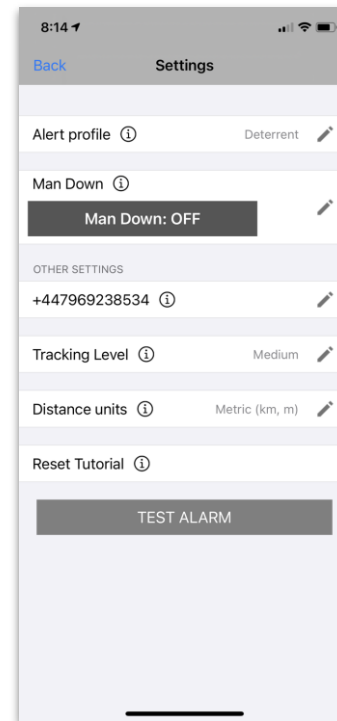 8:14
Back Settings
Alert profile Deterrent
Man Down
Man Down: OFF
OTHER SETTINGS
+447969238534
Tracking Level Medium
Distance units Metric (km, m)
Reset Tutorial
TEST ALARM